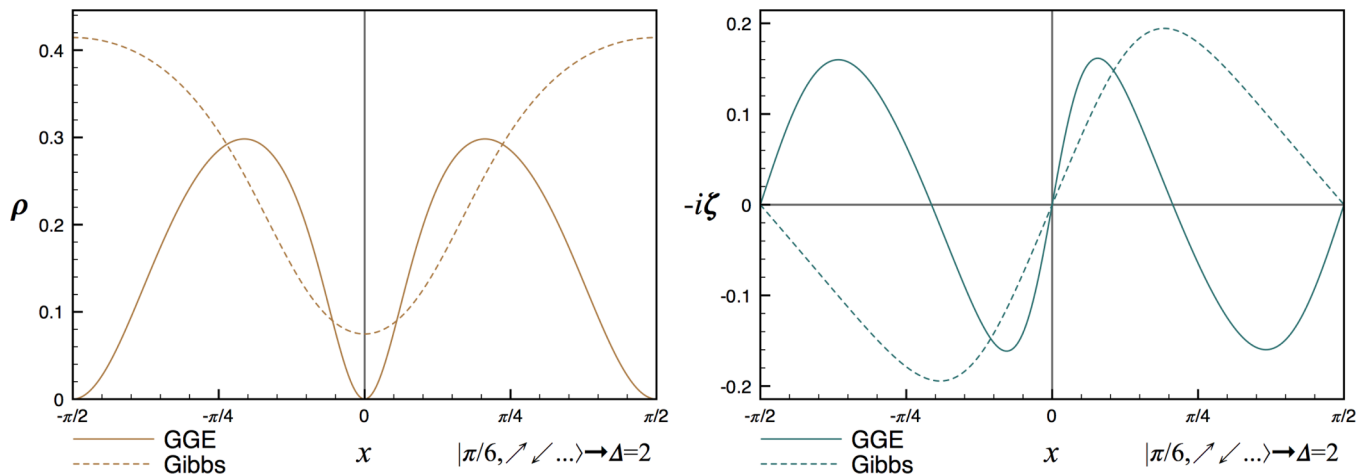 0.4
0.3
ρ
0.2
0.1
0
-π/2
-π/4
0
π/4
π/2
GGE
Gibbs
x
|π/6, ↗ ↙ ...⟩→Δ=2
0.2
0.1
-iζ
0
-0.1
-0.2
-π/2
-π/4
0
π/4
π/2
GGE
Gibbs
x
|π/6, ↗ ↙ ...⟩→Δ=2